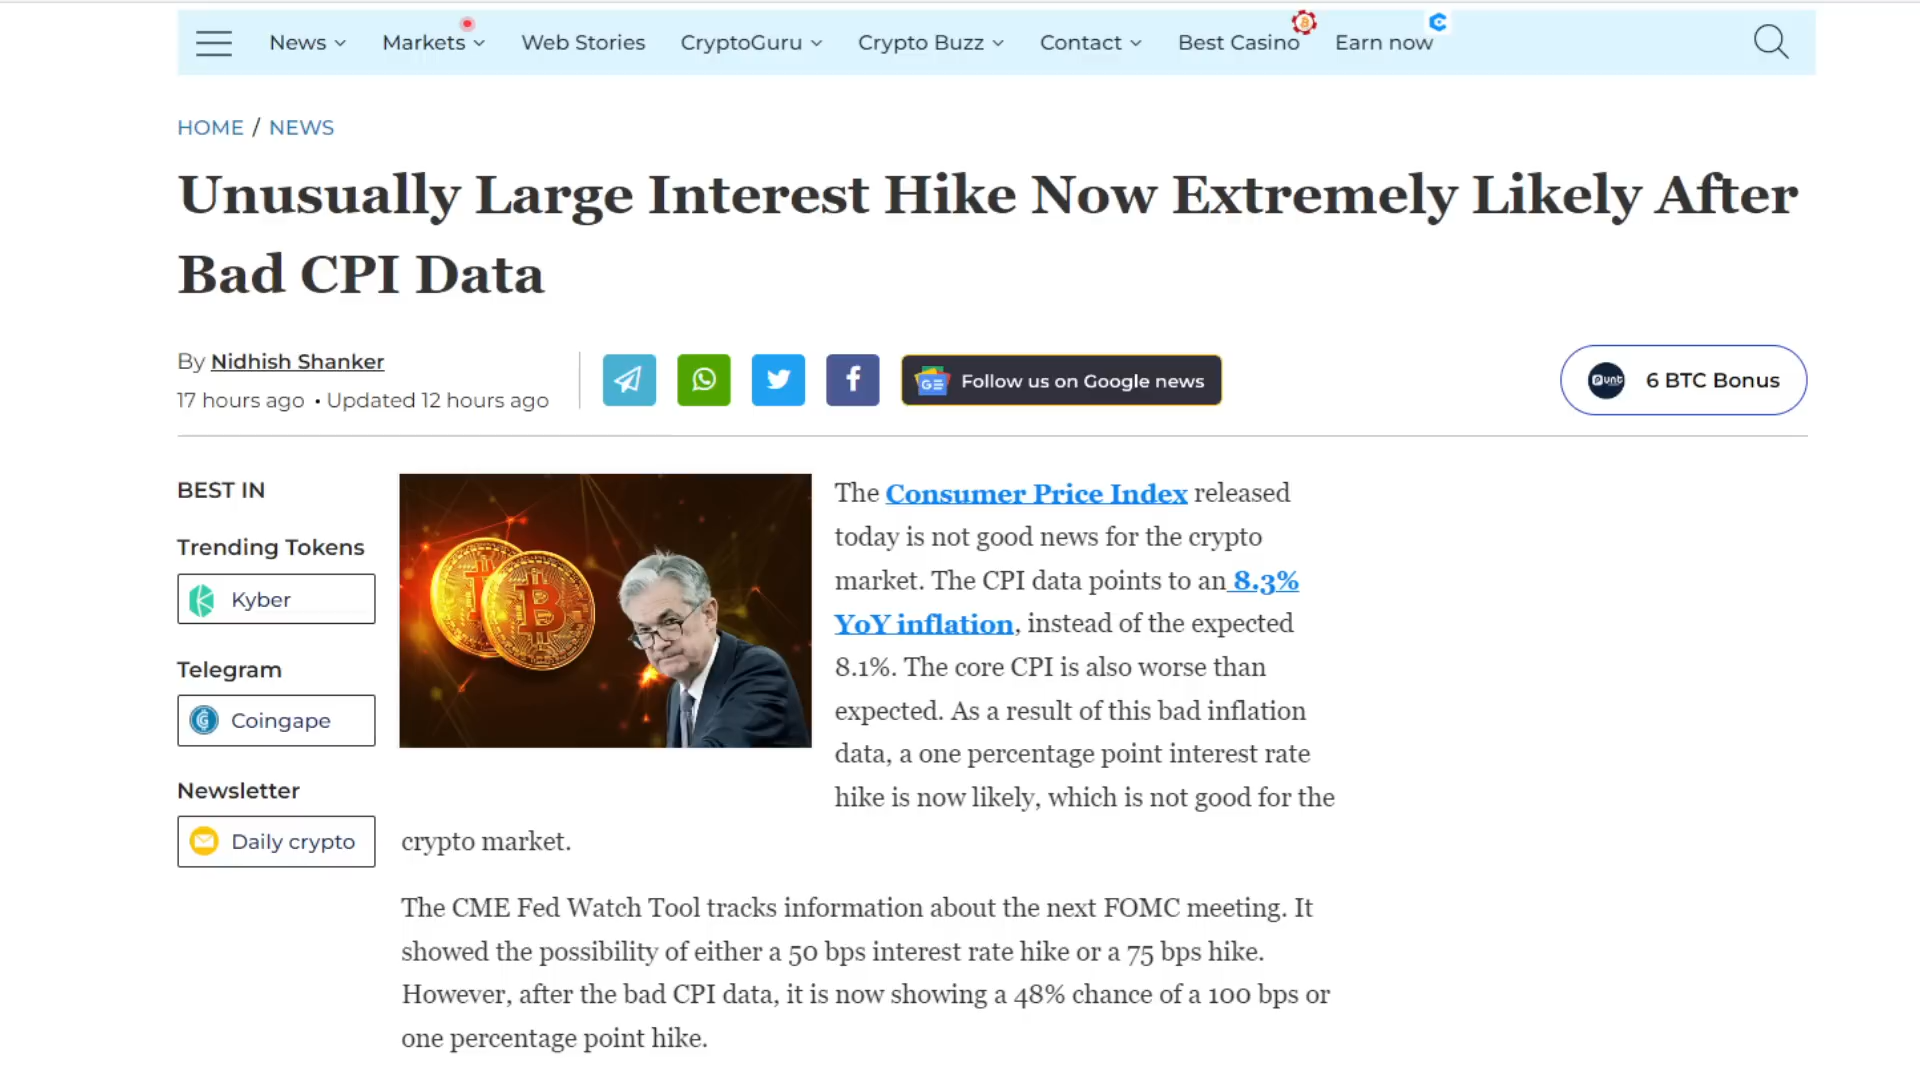 News Markets Web Stories CryptoGuru Crypto Buzz Contact Best Casino Earn now
HOME / NEWS
Unusually Large Interest Hike Now Extremely Likely After
Bad CPI Data
By Nidhish Shanker
17 hours ago • Updated 12 hours ago
Follow us on Google news
Punt 6 BTC Bonus
BEST IN
Trending Tokens
Kyber
Telegram
Coingape
Newsletter
Daily crypto
The Consumer Price Index released
today is not good news for the crypto
market. The CPI data points to an 8.3%
YoY inflation, instead of the expected
8.1%. The core CPI is also worse than
expected. As a result of this bad inflation
data, a one percentage point interest rate
hike is now likely, which is not good for the
crypto market.
The CME Fed Watch Tool tracks information about the next FOMC meeting. It
showed the possibility of either a 50 bps interest rate hike or a 75 bps hike.
However, after the bad CPI data, it is now showing a 48% chance of a 100 bps or
one percentage point hike.